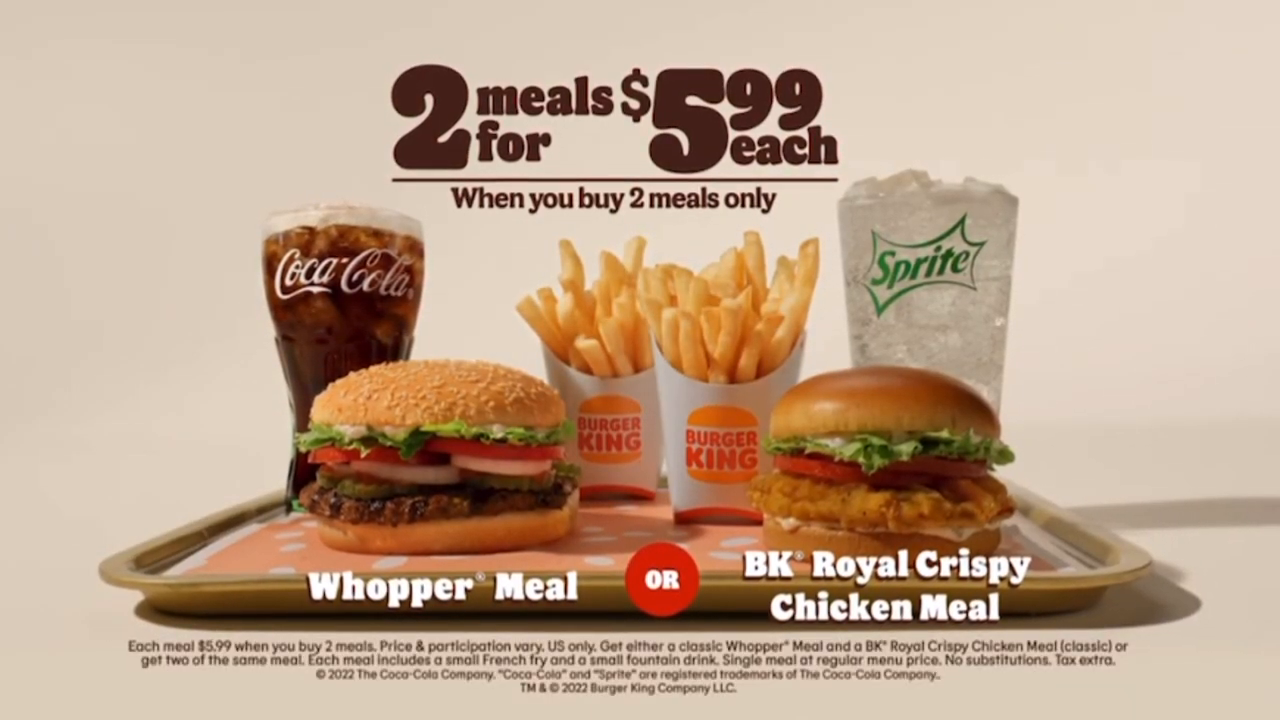 2 meals for $5.99 each
When you buy 2 meals only
Coca-Cola®
Sprite
BURGER
KING
BURGER
KING
Whopper® Meal
OR
BK® Royal Crispy
Chicken Meal
Each meal $5.99 when you buy 2 meals. Price & participation vary. US only. Get either a classic Whopper® Meal and a BK® Royal Crispy Chicken Meal (classic) or
get two of the same meal. Each meal includes a small French fry and a small fountain drink. Single meal at regular menu price. No substitutions. Tax extra.
© 2022 The Coca-Cola Company. "Coca-Cola" and "Sprite" are registered trademarks of The Coca-Cola Company..
TM & © 2022 Burger King Company LLC.